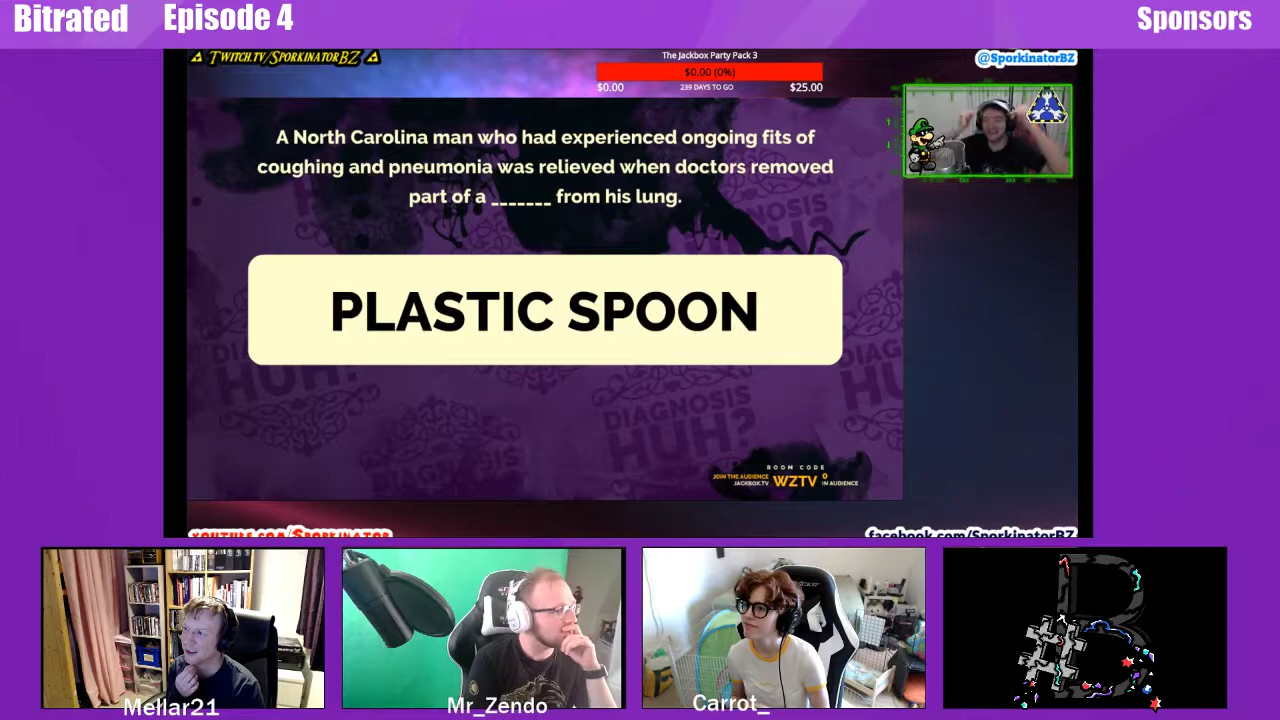 Bitrated Episode 4 Sponsors
TWITCH.TV/SPORKINATORBZ
The Jackbox Party Pack 3
@SporkinatorBZ
$0.00 (0%)
$0.00 239 DAYS TO GO $25.00
A North Carolina man who had experienced ongoing fits of
coughing and pneumonia was relieved when doctors removed
part of a _______ from his lung.
PLASTIC SPOON
DIAGNOSIS
HUH?
ROOM CODE
JOIN THE AUDIENCE
JACKBOX.TV
WZTV
0
IN AUDIENCE
YOUTUBE.COM/SPORKINATOR
facebook.com/SporkinatorBZ
Mellar21
Mr_Zendo
Carrot_
#B